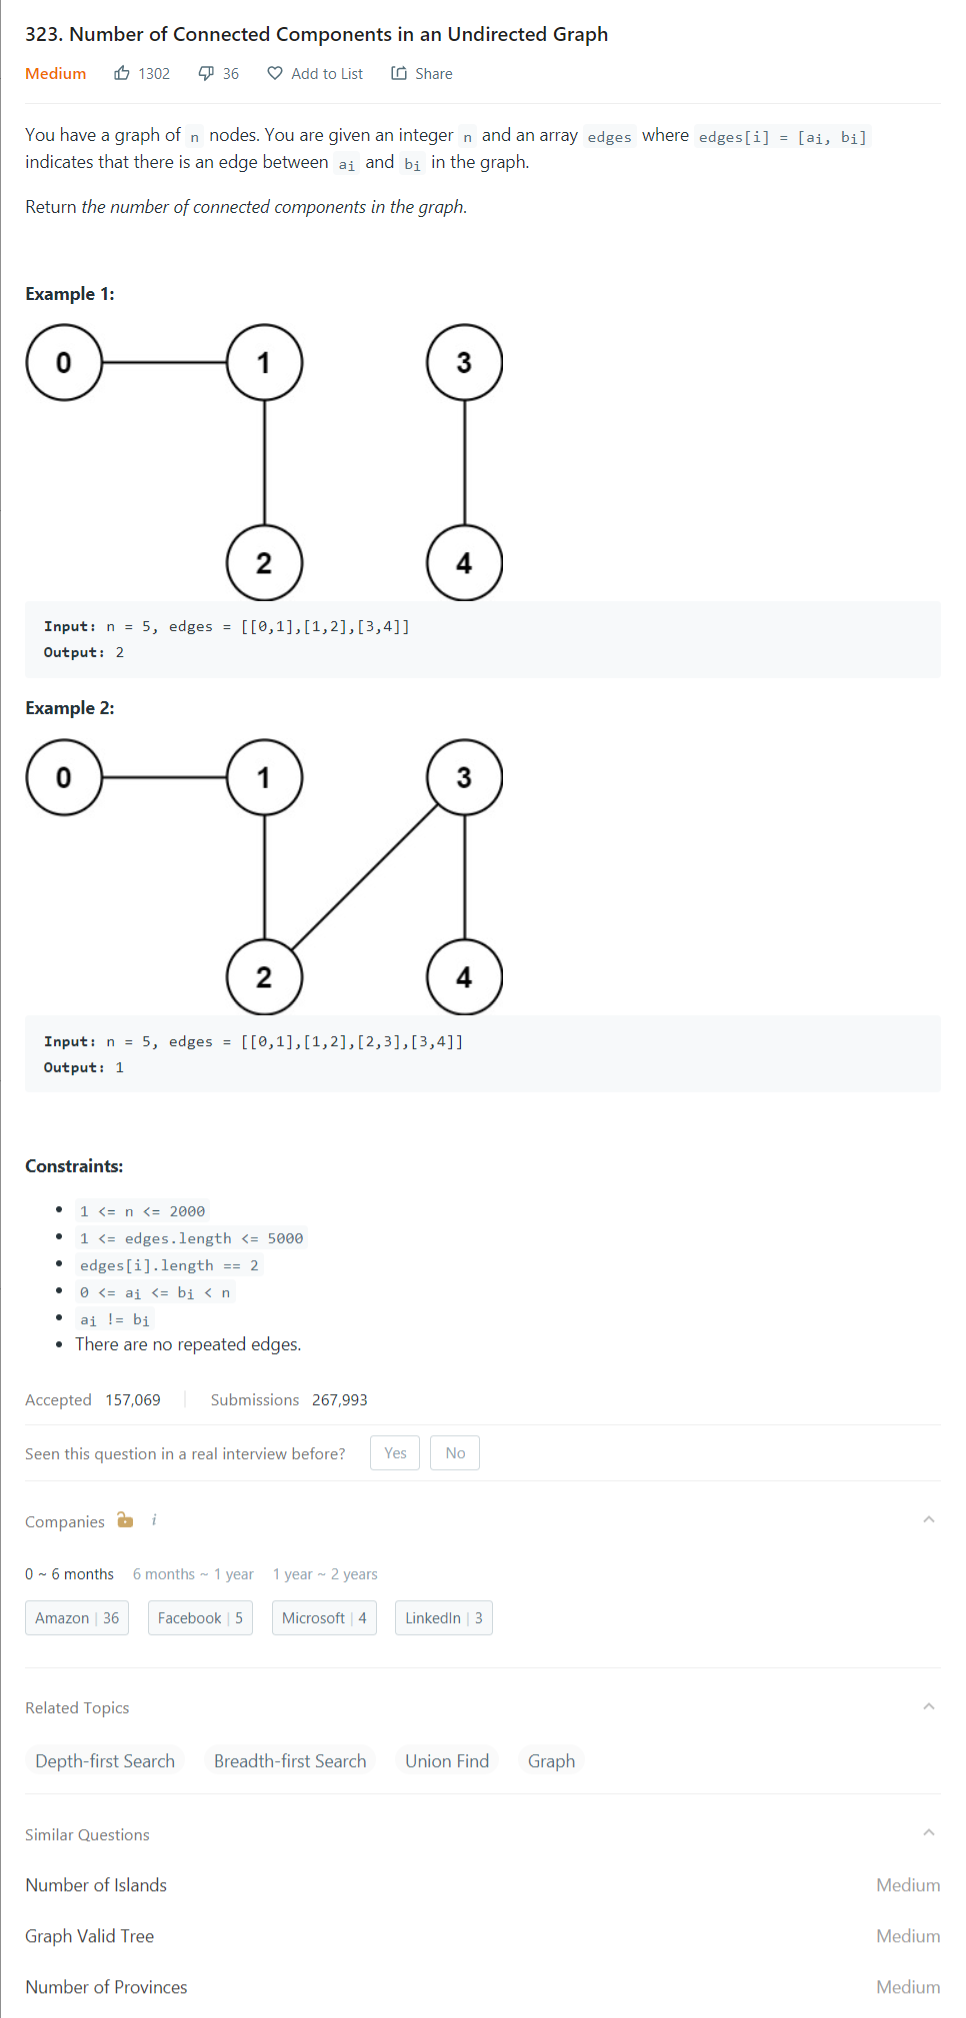 323. Number of Connected Components in an Undirected Graph
Medium 1302 36 Add to List Share
You have a graph of n nodes. You are given an integer n and an array edges where edges[i] = [ai, bi]
indicates that there is an edge between ai and bi in the graph.
Return the number of connected components in the graph.
Example 1:
0 1 3
2 4
Input: n = 5, edges = [[0,1],[1,2],[3,4]]
Output: 2
Example 2:
0 1 3
2 4
Input: n = 5, edges = [[0,1],[1,2],[2,3],[3,4]]
Output: 1
Constraints:
• 1 <= n <= 2000
• 1 <= edges.length <= 5000
• edges[i].length == 2
• 0 <= ai <= bi < n
• ai != bi
• There are no repeated edges.
Accepted 157,069 Submissions 267,993
Seen this question in a real interview before? Yes No
Companies i
0 ~ 6 months 6 months ~ 1 year 1 year ~ 2 years
Amazon | 36 Facebook | 5 Microsoft | 4 LinkedIn | 3
Related Topics
Depth-first Search Breadth-first Search Union Find Graph
Similar Questions
Number of Islands Medium
Graph Valid Tree Medium
Number of Provinces Medium